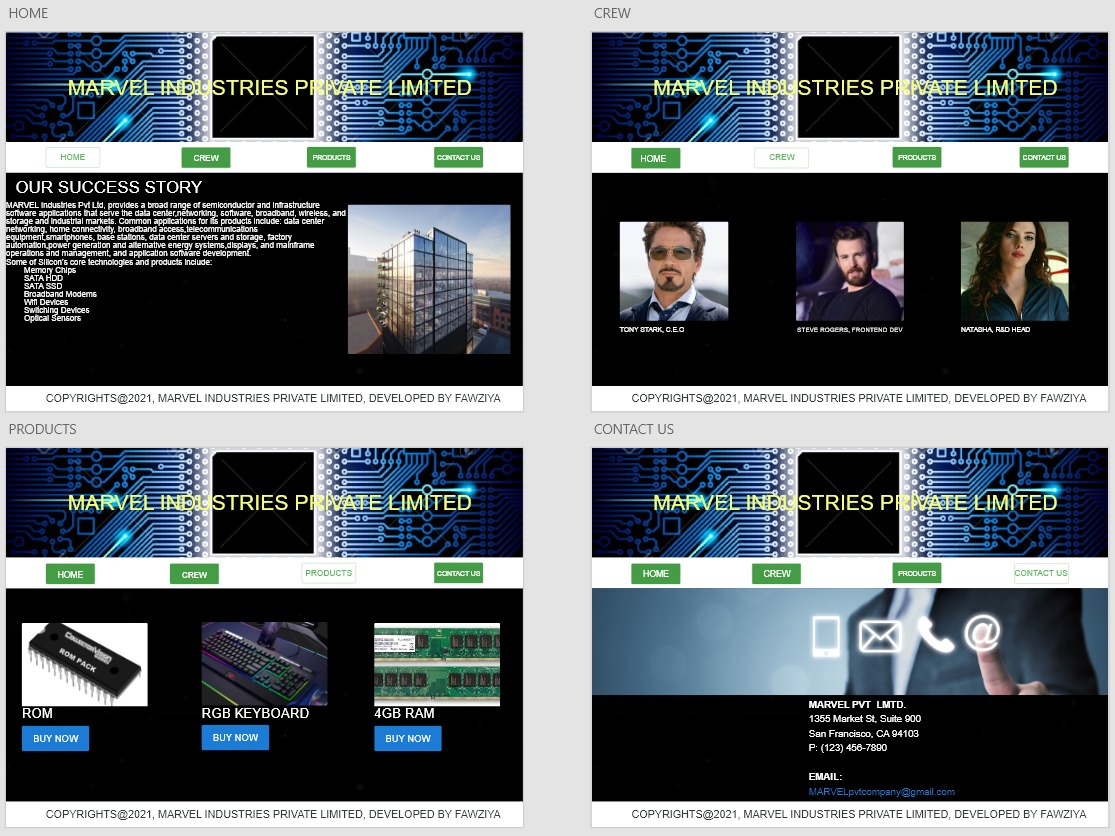 HOME
MARVEL INDUSTRIES PRIVATE LIMITED
HOME CREW PRODUCTS CONTACT US
OUR SUCCESS STORY
MARVEL Industries Pvt Ltd, provides a broad range of semiconductor and infrastructure
software applications that serve the data center,networking, software, broadband, wireless, and
storage and industrial markets. Common applications for its products include: data center
networking, home connectivity, broadband access,telecommunications
equipment,smartphones, base stations, data center servers and storage, factory
automation,power generation and alternative energy systems,displays, and mainframe
operations and management, and application software development.
Some of Silicon's core technologies and products include:
Memory Chips
SATA HDD
SATA SSD
Broadband Modems
Wifi Devices
Switching Devices
Optical Sensors
COPYRIGHTS@2021, MARVEL INDUSTRIES PRIVATE LIMITED, DEVELOPED BY FAWZIYA
CREW
MARVEL INDUSTRIES PRIVATE LIMITED
HOME CREW PRODUCTS CONTACT US
TONY STARK, C.E.O STEVE ROGERS, FRONTEND DEV NATASHA, R&D HEAD
COPYRIGHTS@2021, MARVEL INDUSTRIES PRIVATE LIMITED, DEVELOPED BY FAWZIYA
PRODUCTS
MARVEL INDUSTRIES PRIVATE LIMITED
HOME CREW PRODUCTS CONTACT US
ROM PACK
ROM RGB KEYBOARD 4GB RAM
BUY NOW BUY NOW BUY NOW
COPYRIGHTS@2021, MARVEL INDUSTRIES PRIVATE LIMITED, DEVELOPED BY FAWZIYA
CONTACT US
MARVEL INDUSTRIES PRIVATE LIMITED
HOME CREW PRODUCTS CONTACT US
@
MARVEL PVT LMTD.
1355 Market St, Suite 900
San Francisco, CA 94103
P: (123) 456-7890
EMAIL:
MARVELpvtcompany@gmail.com
COPYRIGHTS@2021, MARVEL INDUSTRIES PRIVATE LIMITED, DEVELOPED BY FAWZIYA